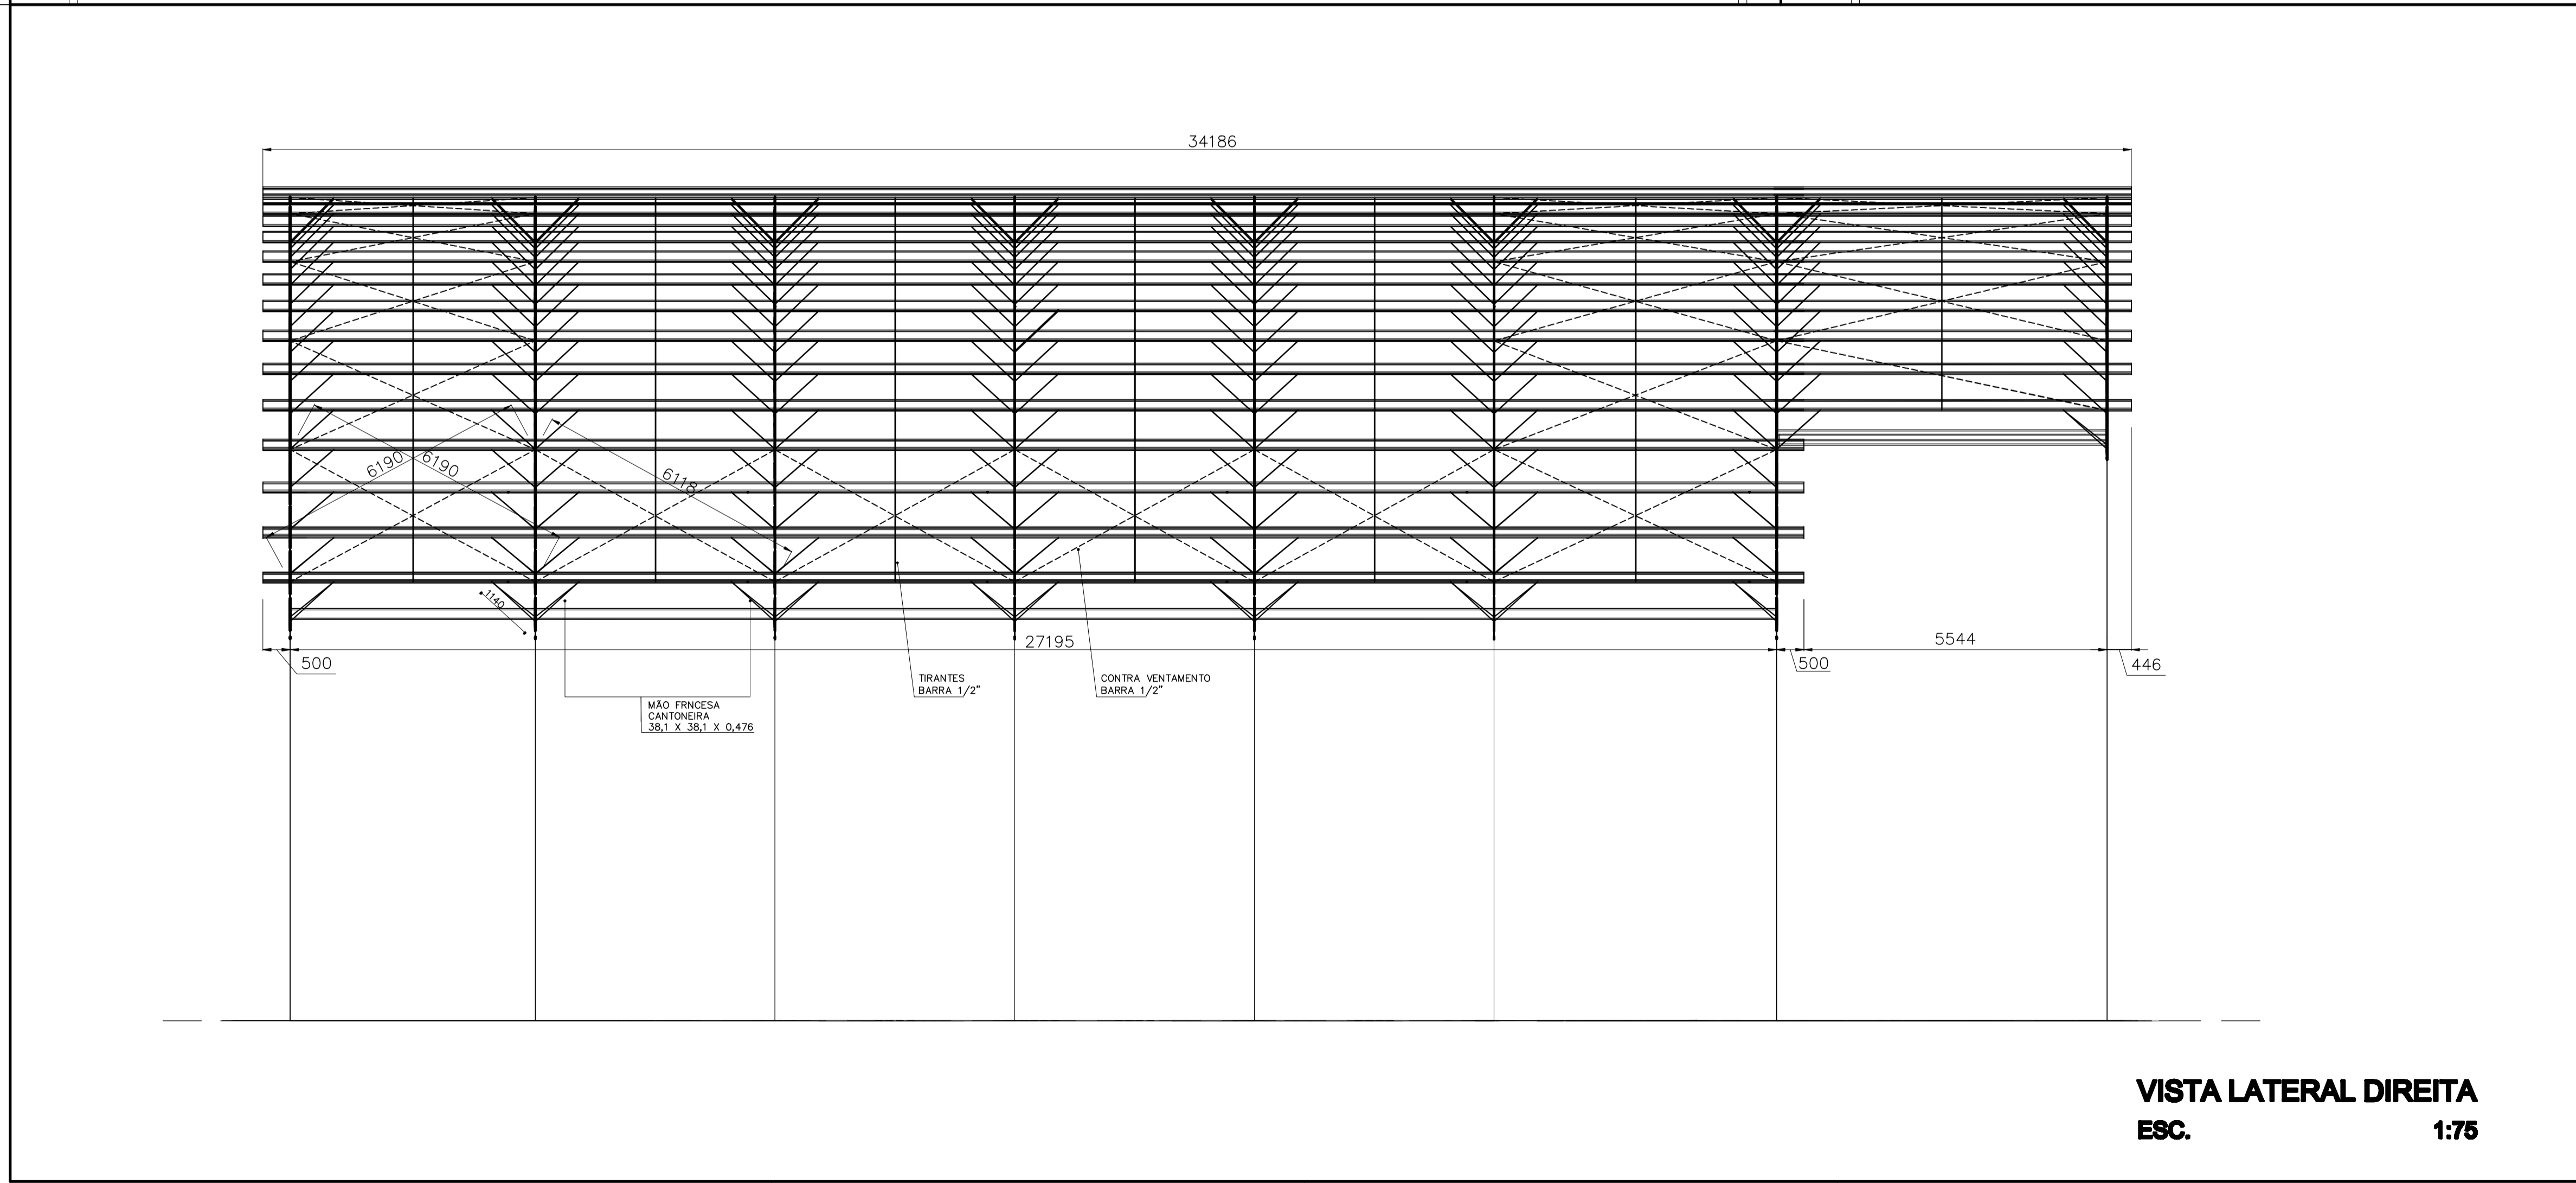 34186
6190
6190
6118
1140
27195
5544
500
500
446
TIRANTES
BARRA 1/2"
CONTRA VENTAMENTO
BARRA 1/2"
MÃO FRNCESA
CANTONEIRA
38,1 X 38,1 X 0,476
VISTA LATERAL DIREITA
ESC. 1:75